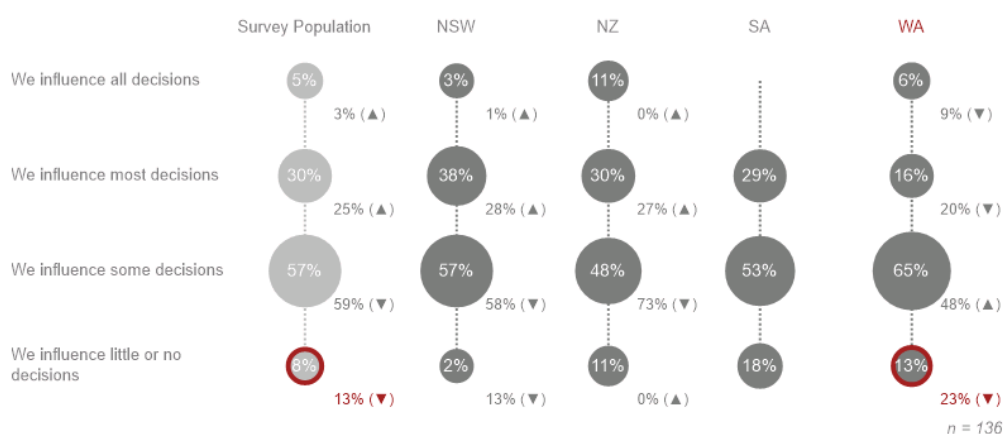 Survey Population NSW NZ SA WA
We influence all decisions 5% 3% 11% 6%
3% (▲) 1% (▲) 0% (▲) 9% (▼)
We influence most decisions 30% 38% 30% 29% 16%
25% (▲) 28% (▲) 27% (▲) 20% (▼)
We influence some decisions 57% 57% 48% 53% 65%
59% (▼) 58% (▼) 73% (▼) 48% (▲)
We influence little or no
decisions 8% 2% 11% 18% 13%
13% (▼) 13% (▼) 0% (▲) 23% (▼)
n = 136